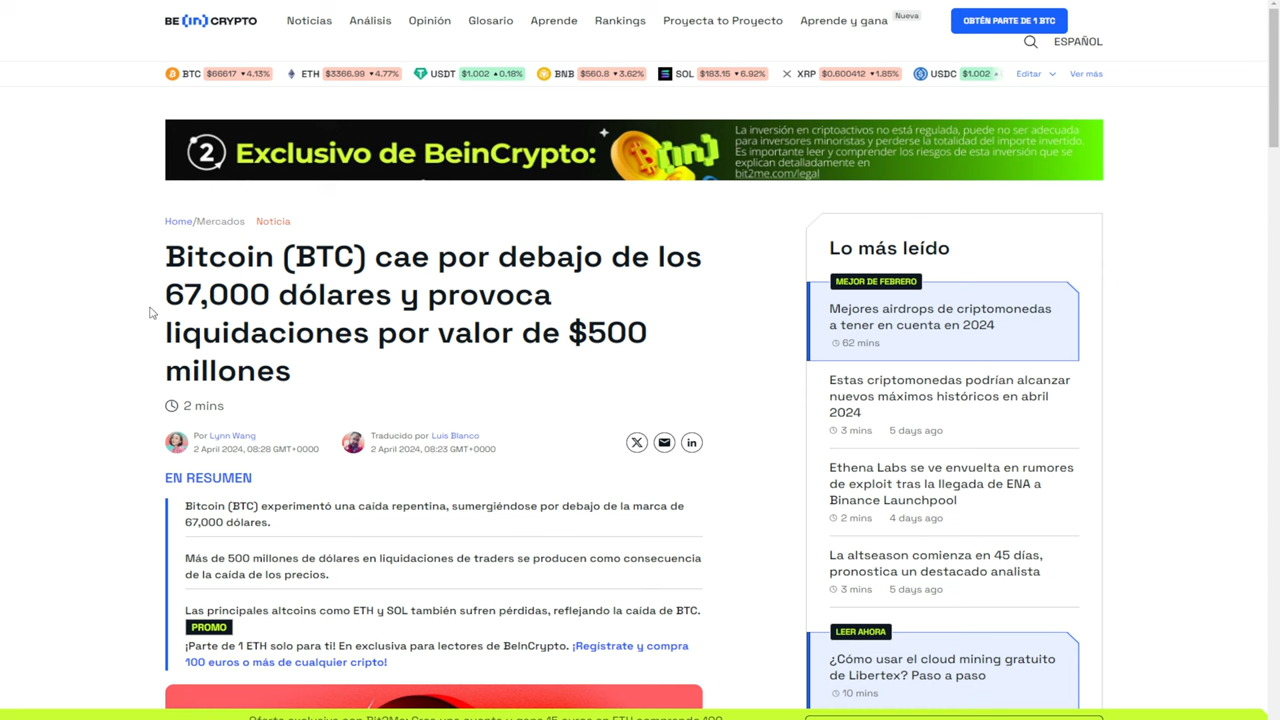 BE [IN] CRYPTO
Noticias
Análisis
Opinión
Glosario
Aprende
Rankings
Proyecta to Proyecto
Aprende y gana
Nueva
OBTÉN PARTE DE 1 BTC
ESPAÑOL
BTC $66617 ▾4.13%
ETH $3366.99 ▾4.77%
USDT $1.002 ▴0.18%
BNB $560.8 ▾3.62%
SOL $183.15 ▾6.92%
XRP $0.600412 ▾1.85%
USDC $1.002
Editar
Ver más
2 Exclusivo de BeinCrypto:
La inversión en criptoactivos no está regulada, puede no ser adecuada
para inversores minoristas y perderse la totalidad del importe invertido.
Es importante leer y comprender los riesgos de esta inversión que se
explican detalladamente en
bit2me.com/legal
Home/Mercados Noticia
Bitcoin (BTC) cae por debajo de los
67,000 dólares y provoca
liquidaciones por valor de $500
millones
2 mins
Por Lynn Wang
2 April 2024, 08:28 GMT+0000
Traducido por Luis Blanco
2 April 2024, 08:23 GMT+0000
EN RESUMEN
Bitcoin (BTC) experimentó una caída repentina, sumergiéndose por debajo de la marca de
67,000 dólares.
Más de 500 millones de dólares en liquidaciones de traders se producen como consecuencia
de la caída de los precios.
Las principales altcoins como ETH y SOL también sufren pérdidas, reflejando la caída de BTC.
PROMO
¡Parte de 1 ETH solo para ti! En exclusiva para lectores de BeInCrypto. ¡Regístrate y compra
100 euros o más de cualquier cripto!
Lo más leído
MEJOR DE FEBRERO
Mejores airdrops de criptomonedas
a tener en cuenta en 2024
62 mins
Estas criptomonedas podrían alcanzar
nuevos máximos históricos en abril
2024
3 mins 5 days ago
Ethena Labs se ve envuelta en rumores
de exploit tras la llegada de ENA a
Binance Launchpool
2 mins 4 days ago
La altseason comienza en 45 días,
pronostica un destacado analista
3 mins 5 days ago
LEER AHORA
¿Cómo usar el cloud mining gratuito
de Libertex? Paso a paso
10 mins